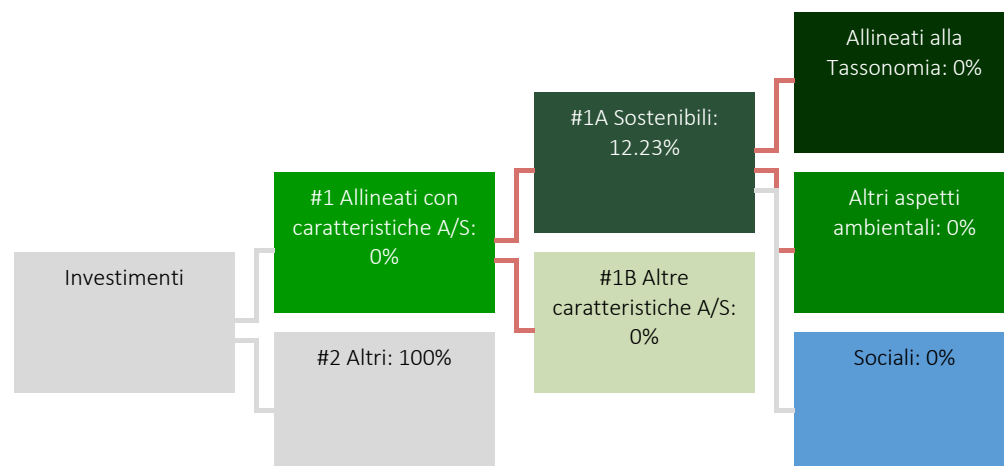 Investimenti
#1 Allineati con
caratteristiche A/S:
0%
#2 Altri: 100%
#1A Sostenibili:
12.23%
#1B Altre
caratteristiche A/S:
0%
Allineati alla
Tassonomia: 0%
Altri aspetti
ambientali: 0%
Sociali: 0%